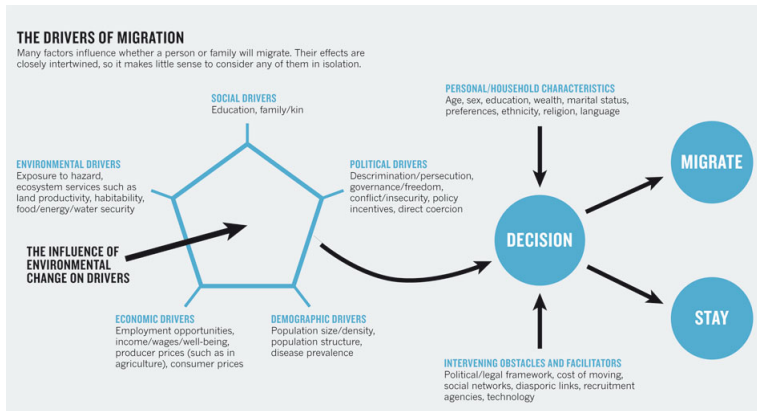 THE DRIVERS OF MIGRATION
Many factors influence whether a person or family will migrate. Their effects are
closely intertwined, so it makes little sense to consider any of them in isolation.
SOCIAL DRIVERS
Education, family/kin
ENVIRONMENTAL DRIVERS
Exposure to hazard,
ecosystem services such as
land productivity, habitability,
food/energy/water security
POLITICAL DRIVERS
Descrimination/persecution,
governance/freedom,
conflict/insecurity, policy
incentives, direct coercion
THE INFLUENCE OF
ENVIRONMENTAL
CHANGE ON DRIVERS
ECONOMIC DRIVERS
Employment opportunities,
income/wages/well-being,
producer prices (such as in
agriculture), consumer prices
DEMOGRAPHIC DRIVERS
Population size/density,
population structure,
disease prevalence
PERSONAL/HOUSEHOLD CHARACTERISTICS
Age, sex, education, wealth, marital status,
preferences, ethnicity, religion, language
DECISION
MIGRATE
STAY
INTERVENING OBSTACLES AND FACILITATORS
Political/legal framework, cost of moving,
social networks, diasporic links, recruitment
agencies, technology